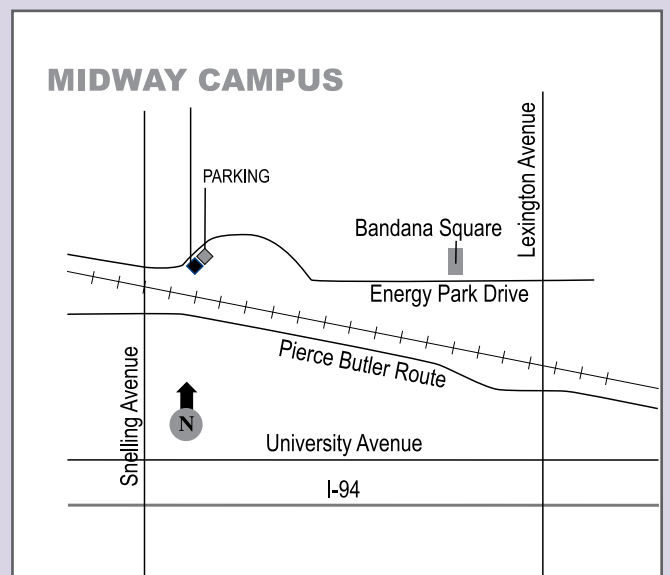 MIDWAY CAMPUS
Lexington Avenue
PARKING
Bandana Square
Energy Park Drive
Pierce Butler Route
Snelling Avenue
N
University Avenue
I-94